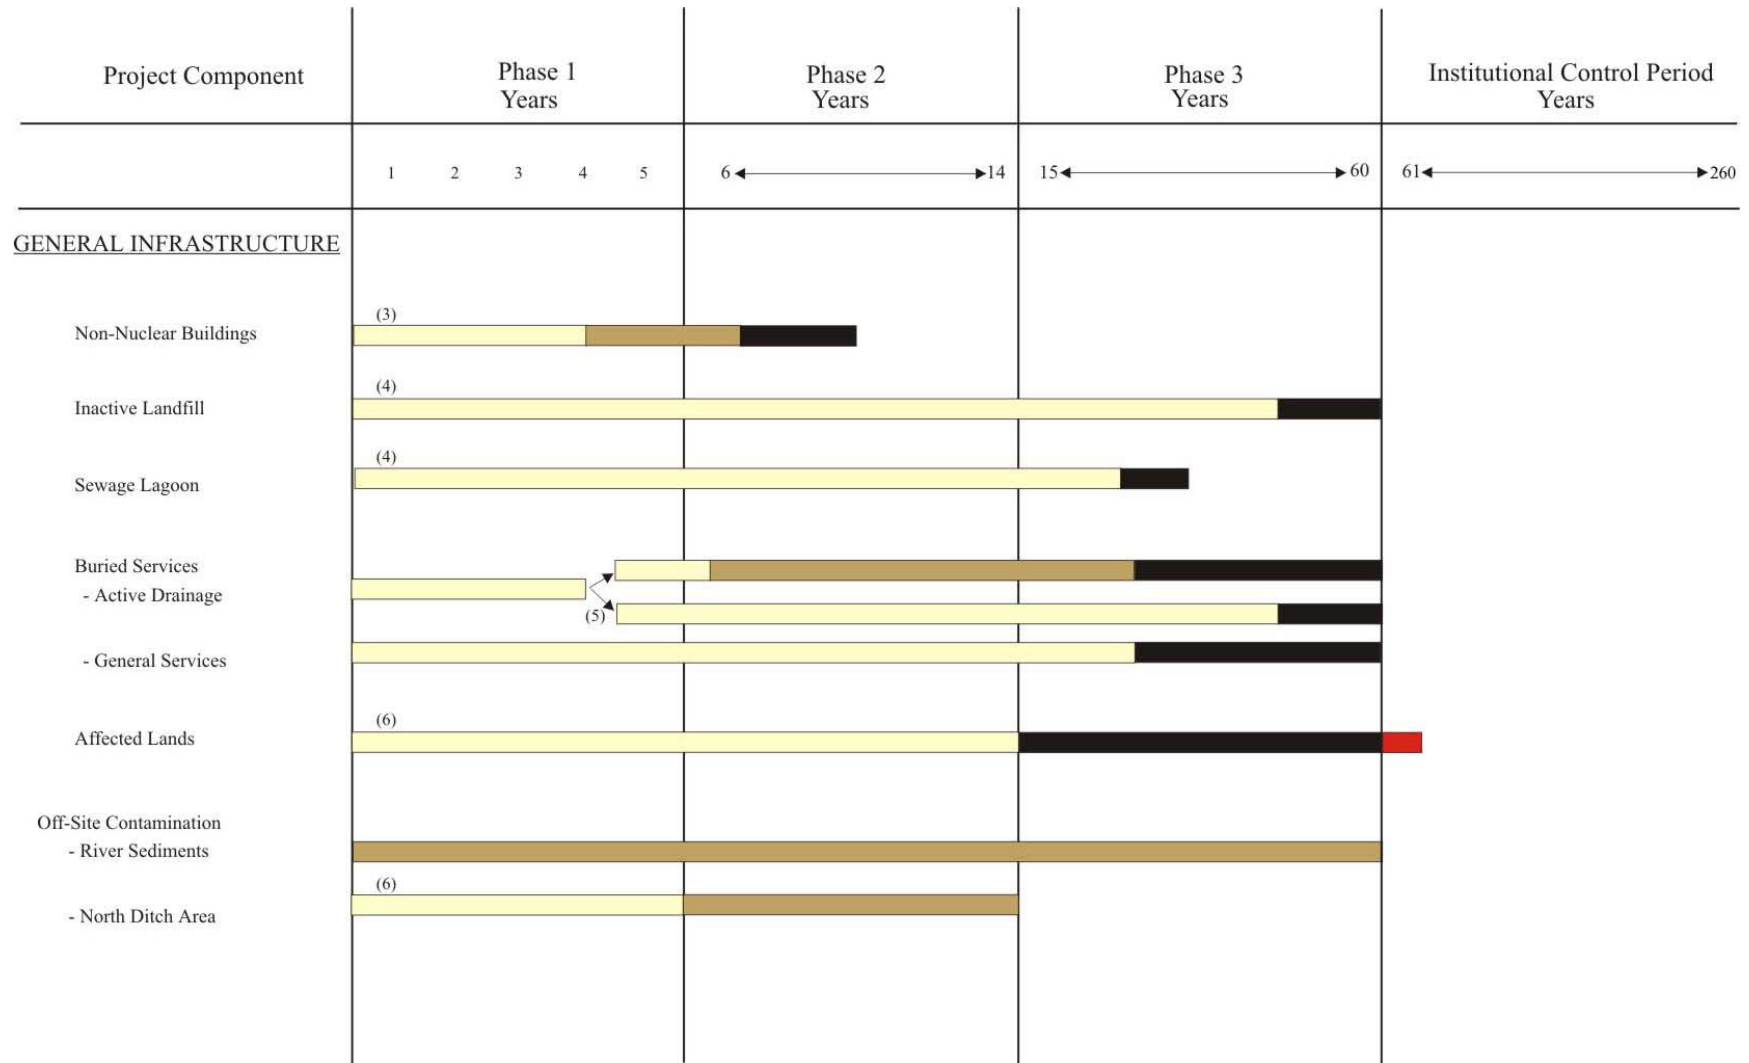 Project Component
Phase 1
Years
Phase 2
Years
Phase 3
Years
Institutional Control Period
Years
1 2 3 4 5 6 14 15 60 61 260
GENERAL INFRASTRUCTURE
(3)
Non-Nuclear Buildings
(4)
Inactive Landfill
(4)
Sewage Lagoon
Buried Services
- Active Drainage
(5)
- General Services
(6)
Affected Lands
Off-Site Contamination
- River Sediments
(6)
- North Ditch Area